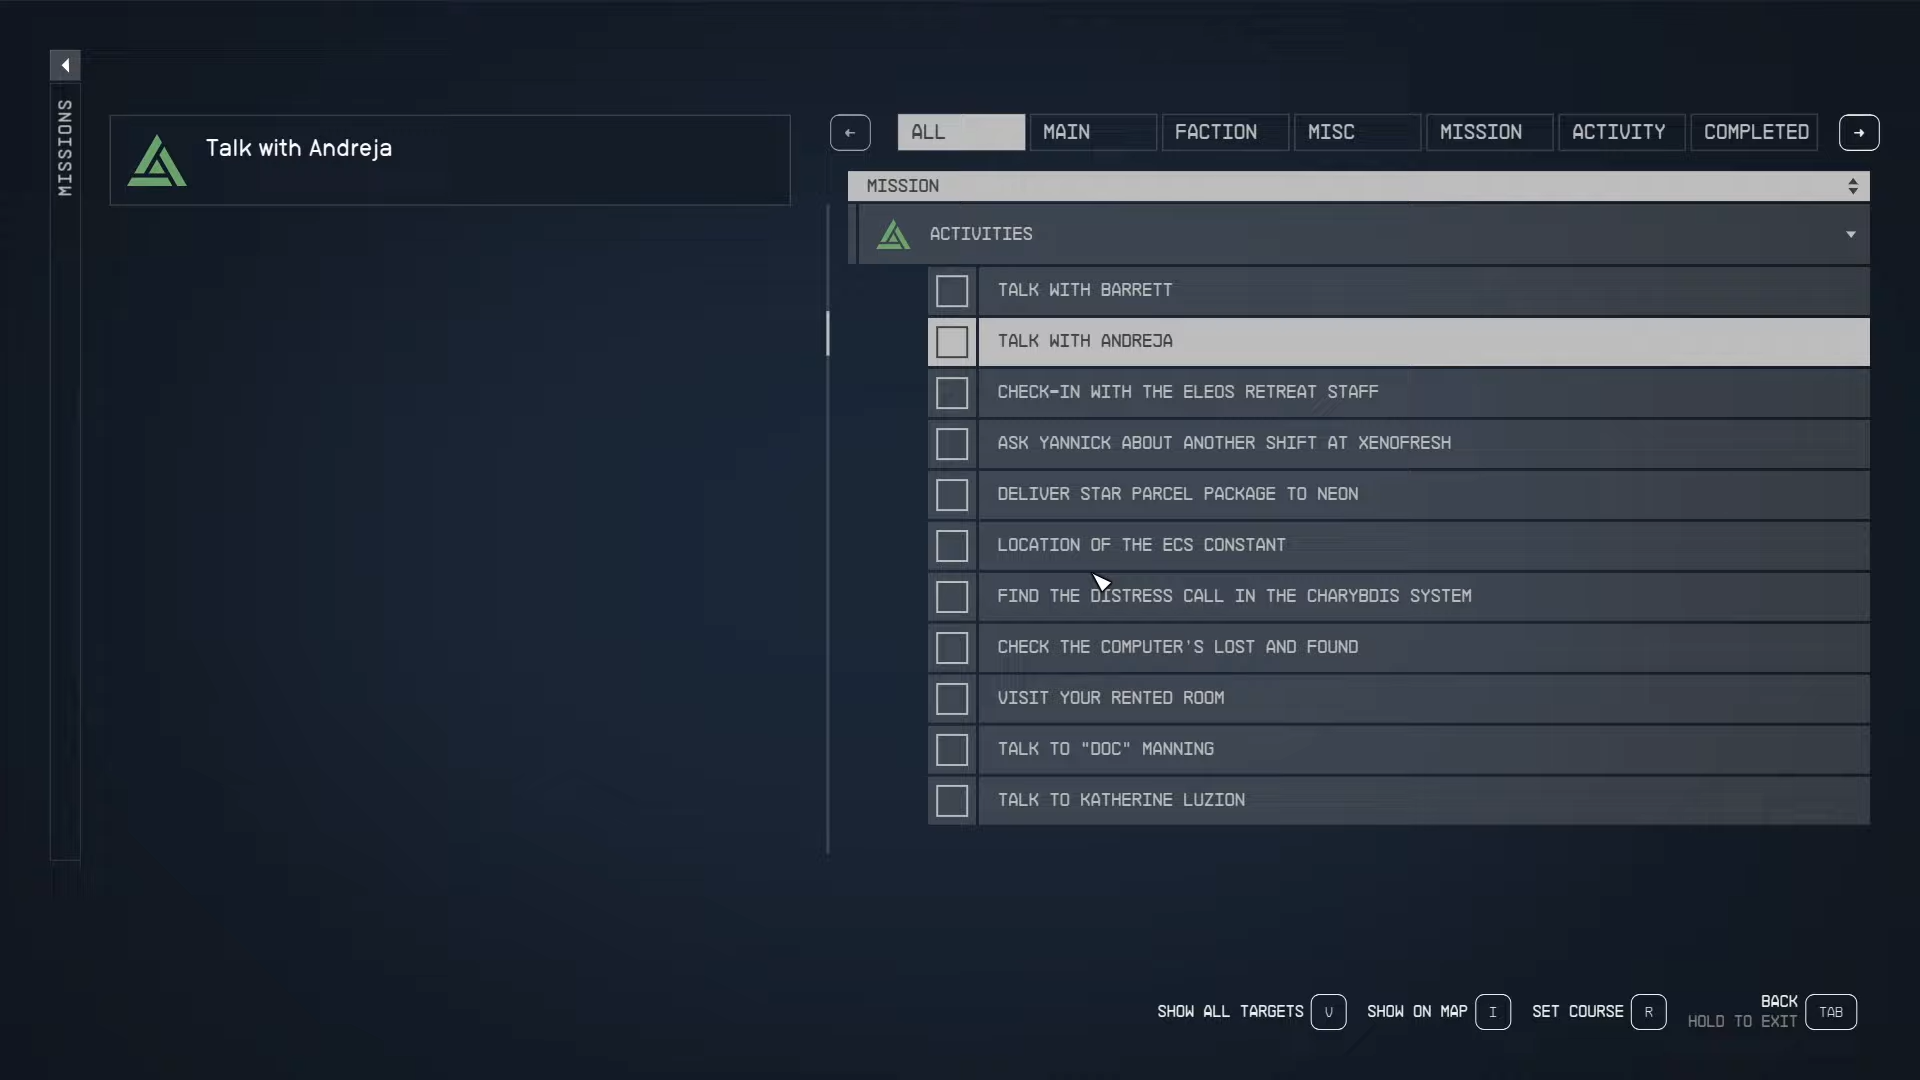 MISSIONS
Talk with Andreja
ALL
MAIN
FACTION
MISC
MISSION
ACTIVITY
COMPLETED
MISSION
ACTIVITIES
TALK WITH BARRETT
TALK WITH ANDREJA
CHECK-IN WITH THE ELEOS RETREAT STAFF
ASK YANNICK ABOUT ANOTHER SHIFT AT XENOFRESH
DELIVER STAR PARCEL PACKAGE TO NEON
LOCATION OF THE ECS CONSTANT
FIND THE DISTRESS CALL IN THE CHARYBDIS SYSTEM
CHECK THE COMPUTER'S LOST AND FOUND
VISIT YOUR RENTED ROOM
TALK TO "DOC" MANNING
TALK TO KATHERINE LUZION
SHOW ALL TARGETS V
SHOW ON MAP I
SET COURSE R
BACK
HOLD TO EXIT
TAB